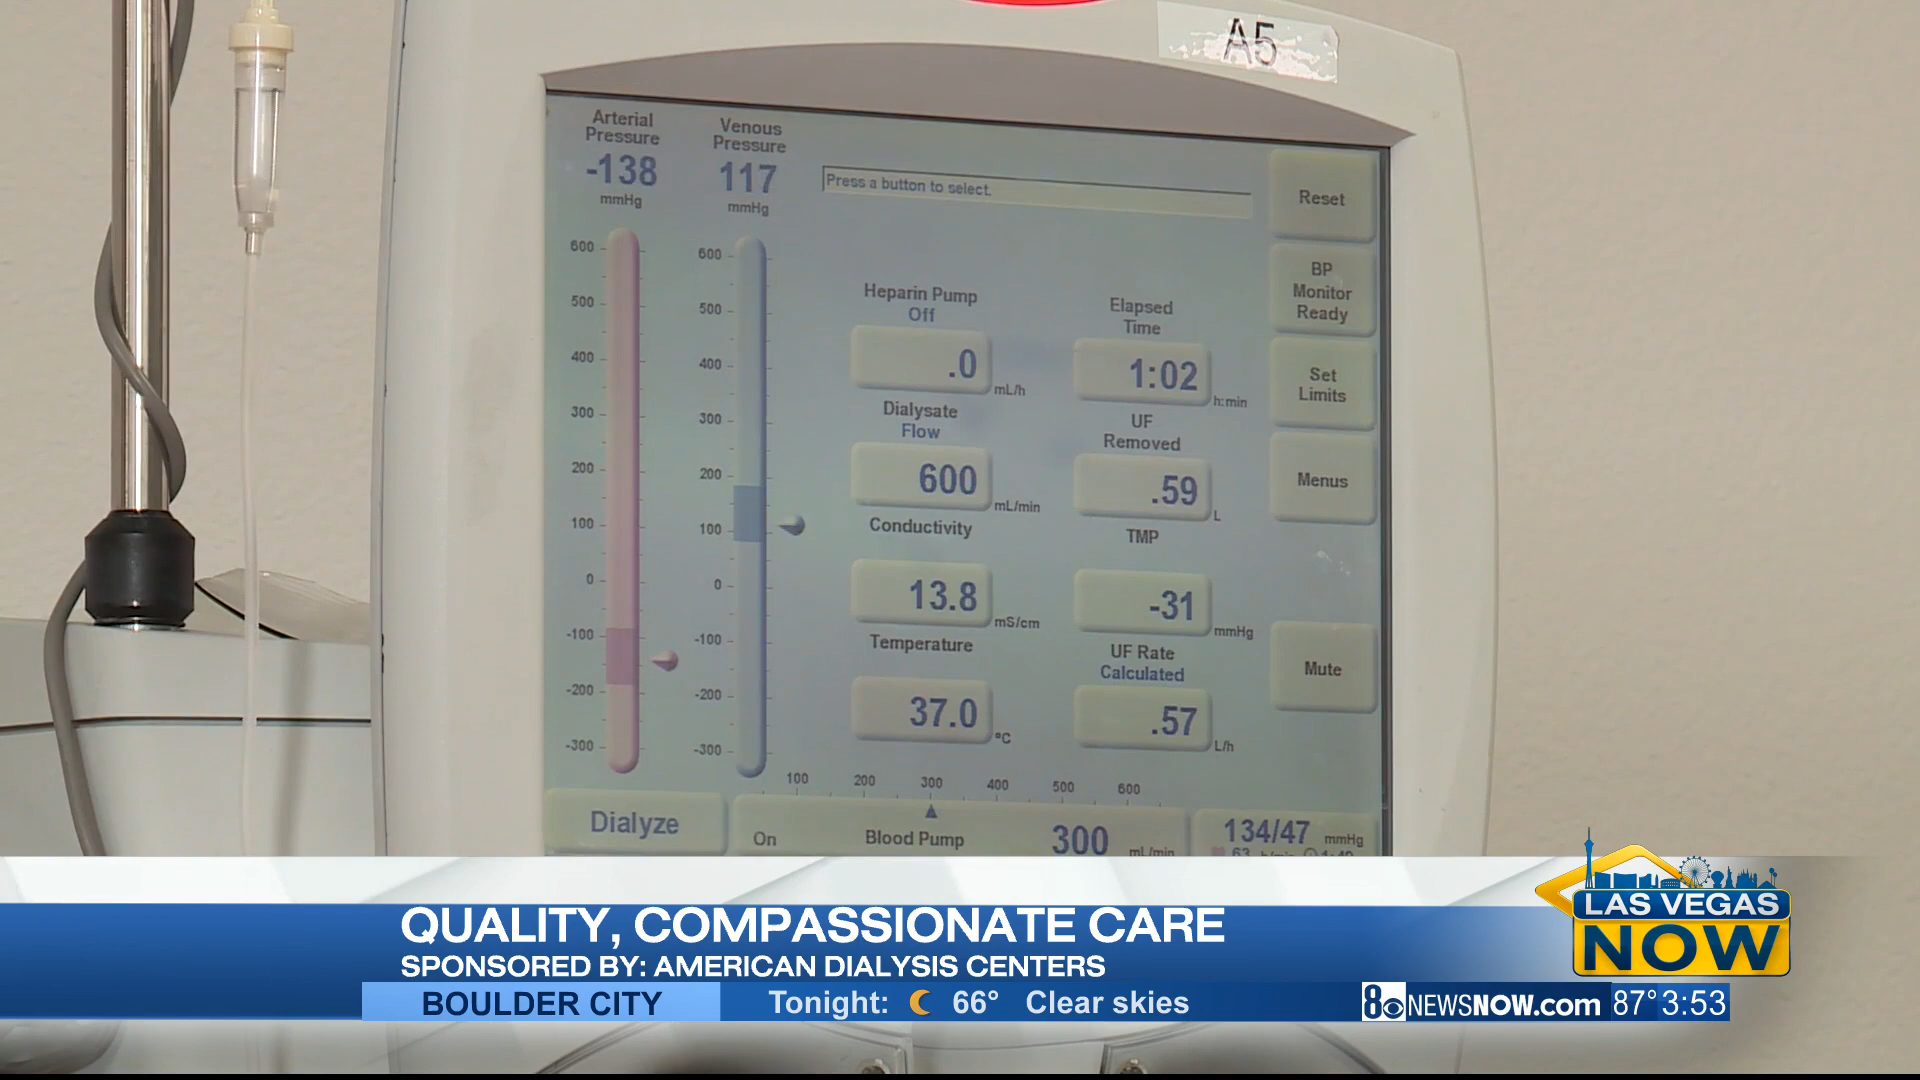 A5
Arterial
Pressure
-138
mmHg
Venous
Pressure
117
mmHg
Press a button to select.
Reset
BP
Monitor
Ready
Set
Limits
Menus
Mute
600
500
400
300
200
100
0
-100
-200
-300
600
500
400
300
200
100
0
-100
-200
-300
Heparin Pump
Off
.0 mL/h
Dialysate
Flow
600 mL/min
Conductivity
13.8 mS/cm
Temperature
37.0 °C
Elapsed
Time
1:02 h:min
UF
Removed
.59 L
TMP
-31 mmHg
UF Rate
Calculated
.57 L/h
100 200 300 400 500 600
Dialyze
On Blood Pump 300 mL/min
134/47 mmHg
63
LAS VEGAS
NOW
QUALITY, COMPASSIONATE CARE
SPONSORED BY: AMERICAN DIALYSIS CENTERS
BOULDER CITY Tonight: 66° Clear skies
8 NEWSNOW.com 87° 3:53